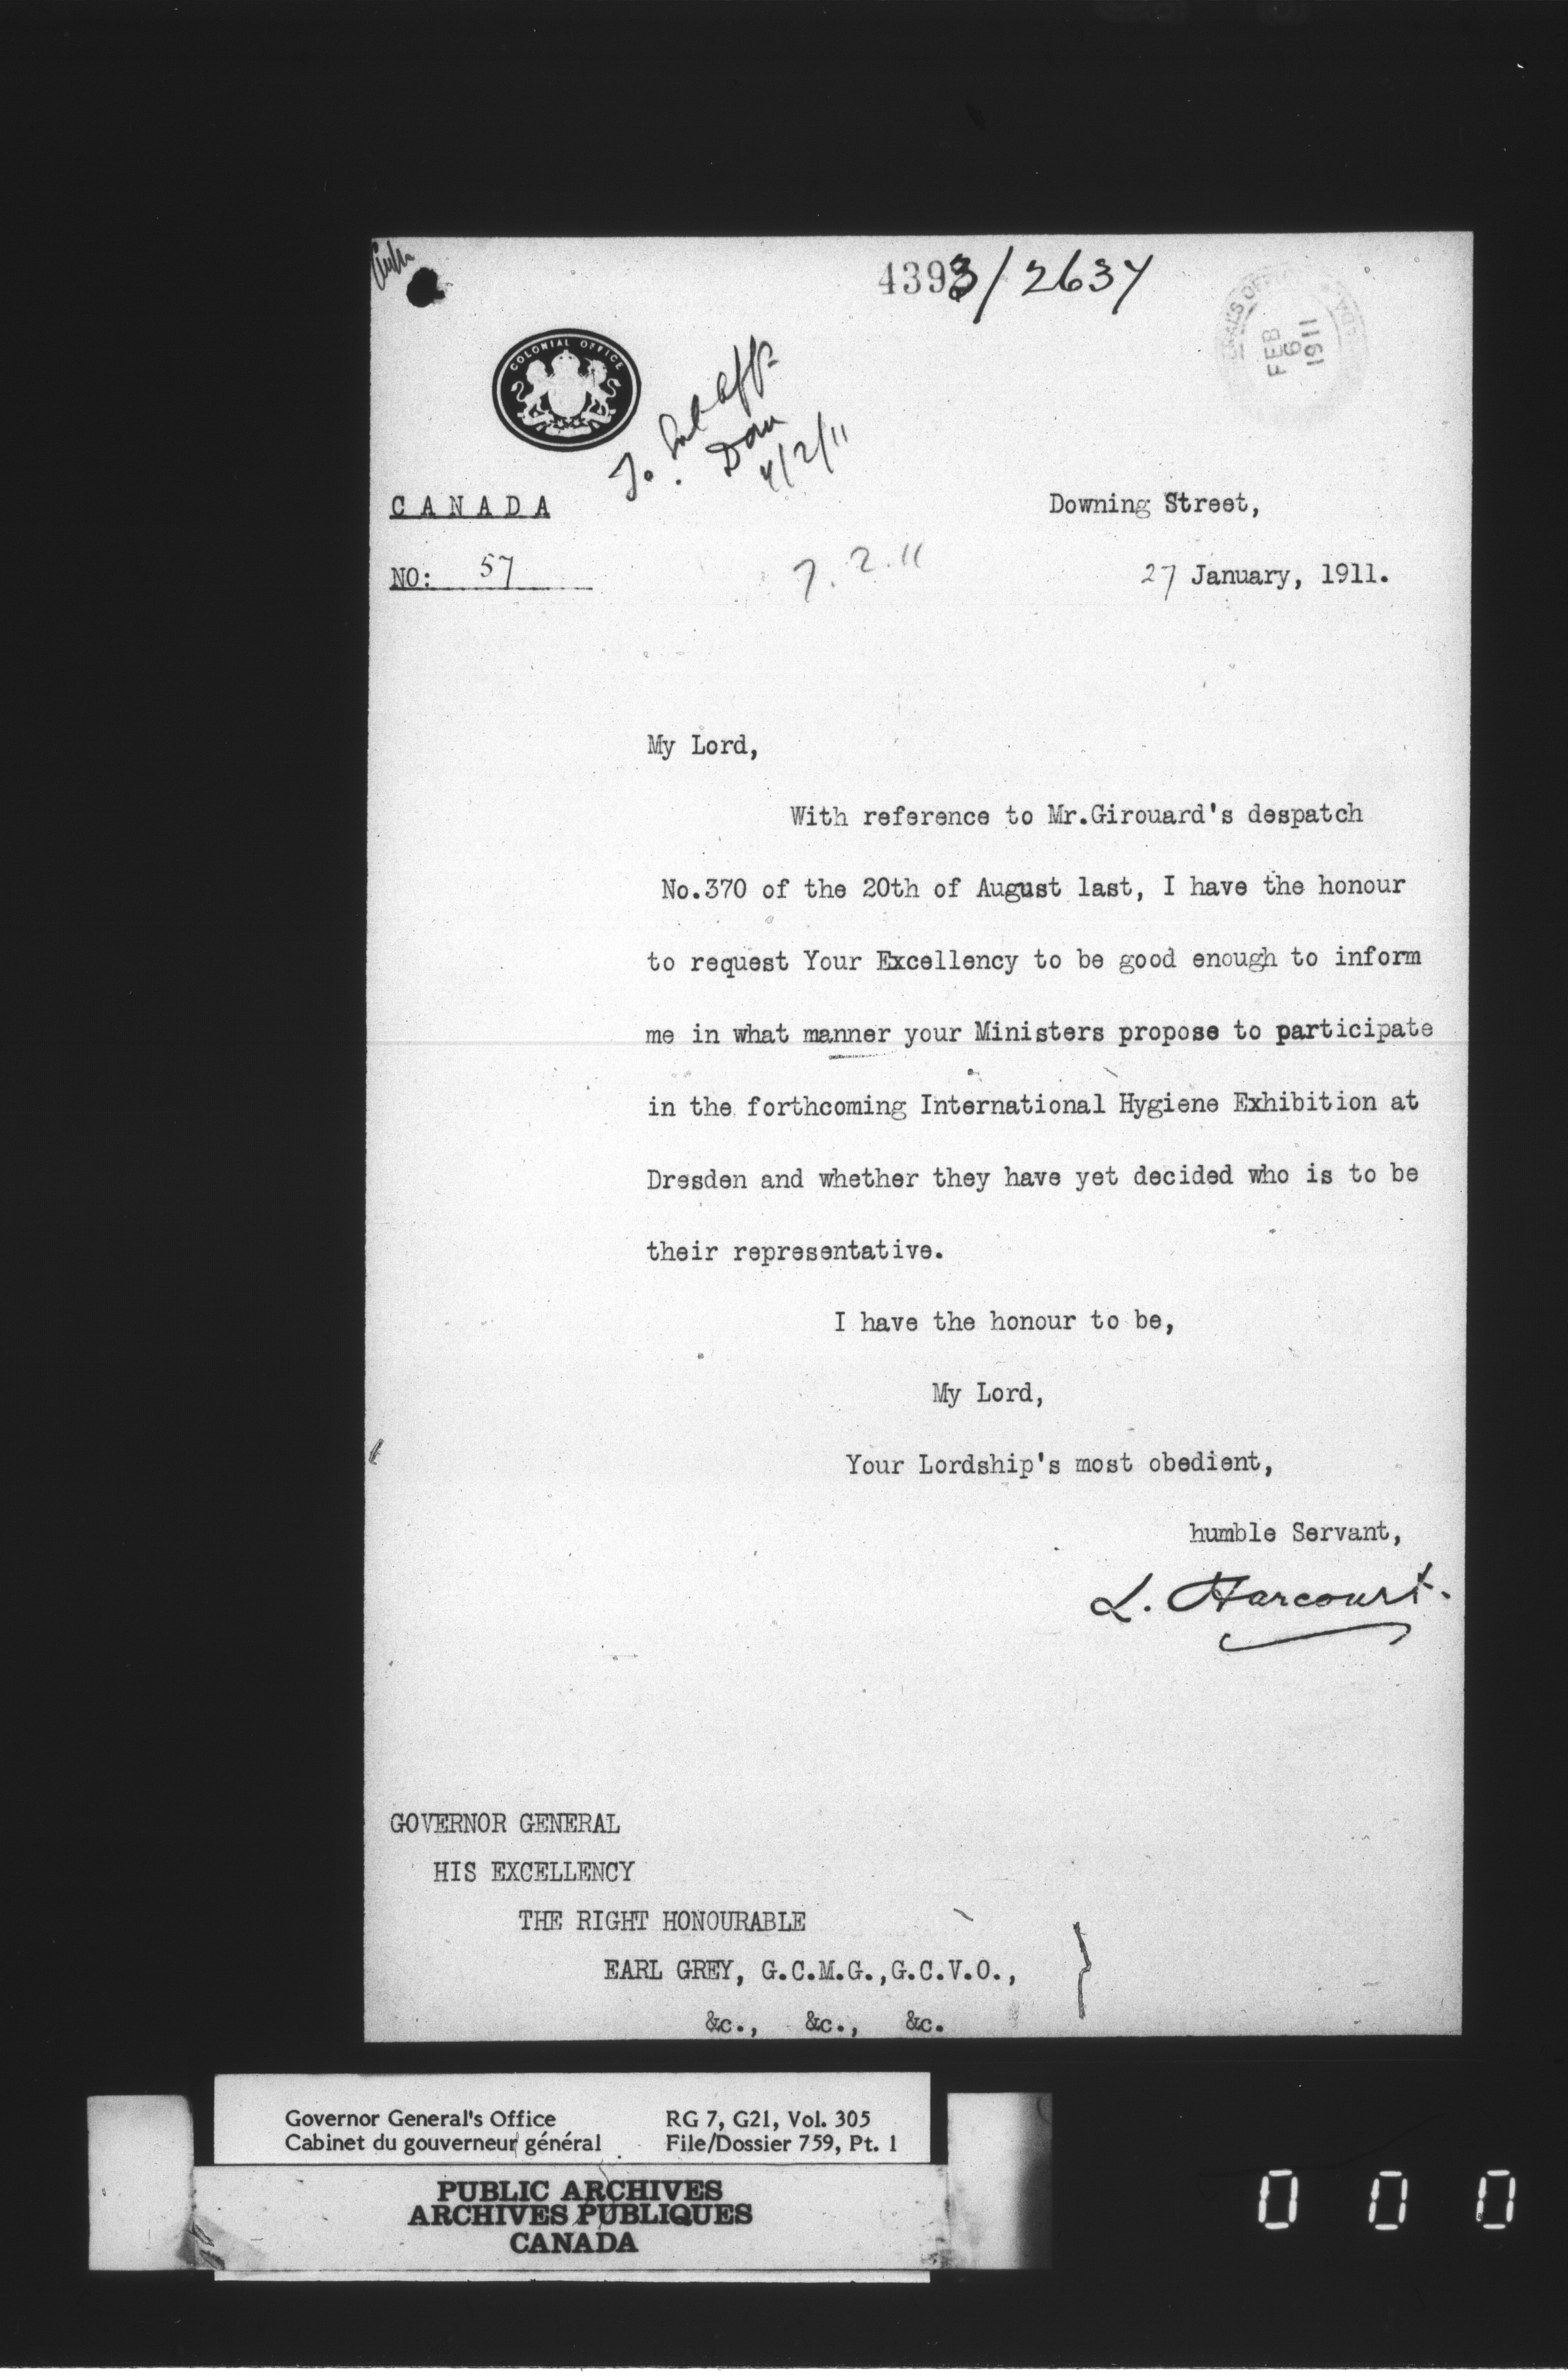 4393/2637
FEB
6
1911
COLONIAL OFFICE
7/2/11
CANADA
Downing Street,
NO: 57
7.2.11
27 January, 1911.
My Lord,
With reference to Mr.Girouard's despatch
No.370 of the 20th of August last, I have the honour
to request Your Excellency to be good enough to inform
me in what manner your Ministers propose to participate
in the forthcoming International Hygiene Exhibition at
Dresden and whether they have yet decided who is to be
their representative.
I have the honour to be,
My Lord,
Your Lordship's most obedient,
humble Servant,
L. Harcourt.
GOVERNOR GENERAL
HIS EXCELLENCY
THE RIGHT HONOURABLE
EARL GREY, G.C.M.G.,G.C.V.O.,
&c., &c., &c.
Governor General's Office RG 7, G21, Vol. 305
Cabinet du gouverneur général File/Dossier 759, Pt. 1
PUBLIC ARCHIVES
ARCHIVES PUBLIQUES
CANADA
0 0 0